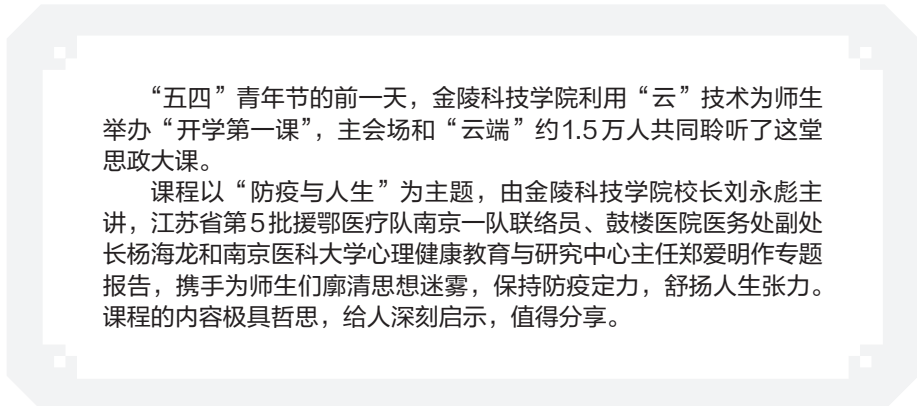 “五四”青年节的前一天，金陵科技学院利用“云”技术为师生
举办“开学第一课”，主会场和“云端”约1.5万人共同聆听了这堂
思政大课。
课程以“防疫与人生”为主题，由金陵科技学院校长刘永彪主
讲，江苏省第5批援鄂医疗队南京一队联络员、鼓楼医院医务处副处
长杨海龙和南京医科大学心理健康教育与研究中心主任郑爱明作专题
报告，携手为师生们廓清思想迷雾，保持防疫定力，舒扬人生张力。
课程的内容极具哲思，给人深刻启示，值得分享。